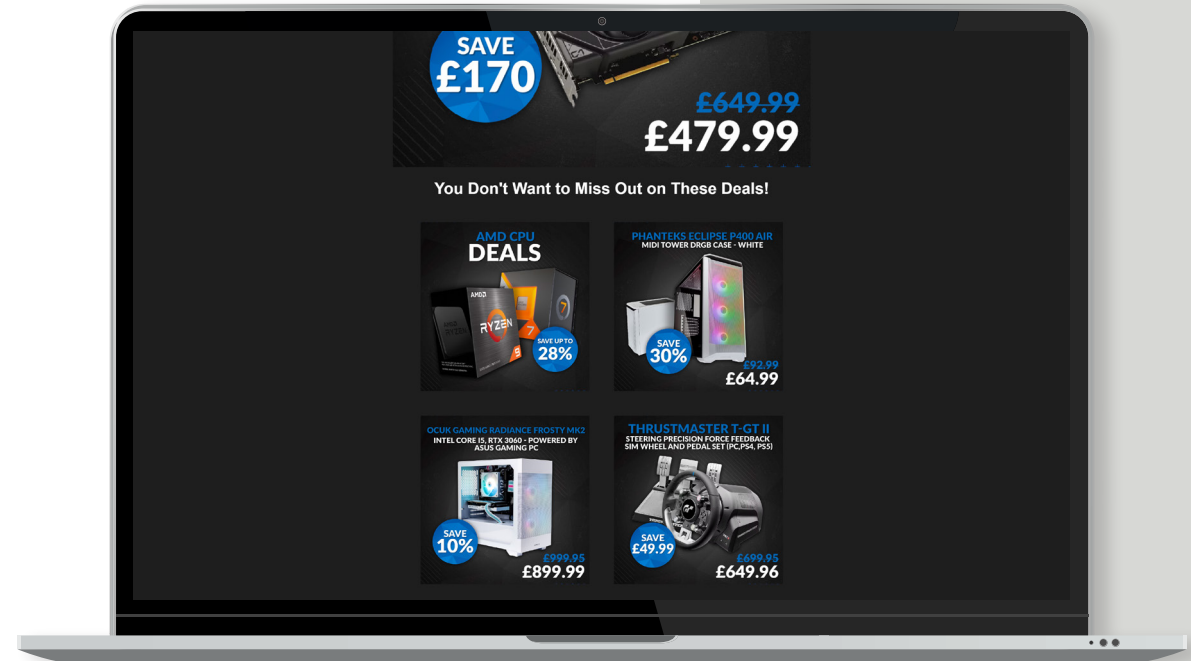 SAVE
£170
£649.99
£479.99
You Don't Want to Miss Out on These Deals!
AMD CPU
DEALS
AMD
RYZEN
7
7
9
SAVE UP TO
28%
PHANTEKS ECLIPSE P400 AIR
MIDI TOWER DRGB CASE - WHITE
SAVE
30%
£92.99
£64.99
OCUK GAMING RADIANCE FROSTY MK2
INTEL CORE I5, RTX 3060 - POWERED BY
ASUS GAMING PC
SAVE
10%
£999.95
£899.99
THRUSTMASTER T-GT II
STEERING PRECISION FORCE FEEDBACK
SIM WHEEL AND PEDAL SET (PC,PS4, PS5)
SAVE
£49.99
£699.95
£649.96